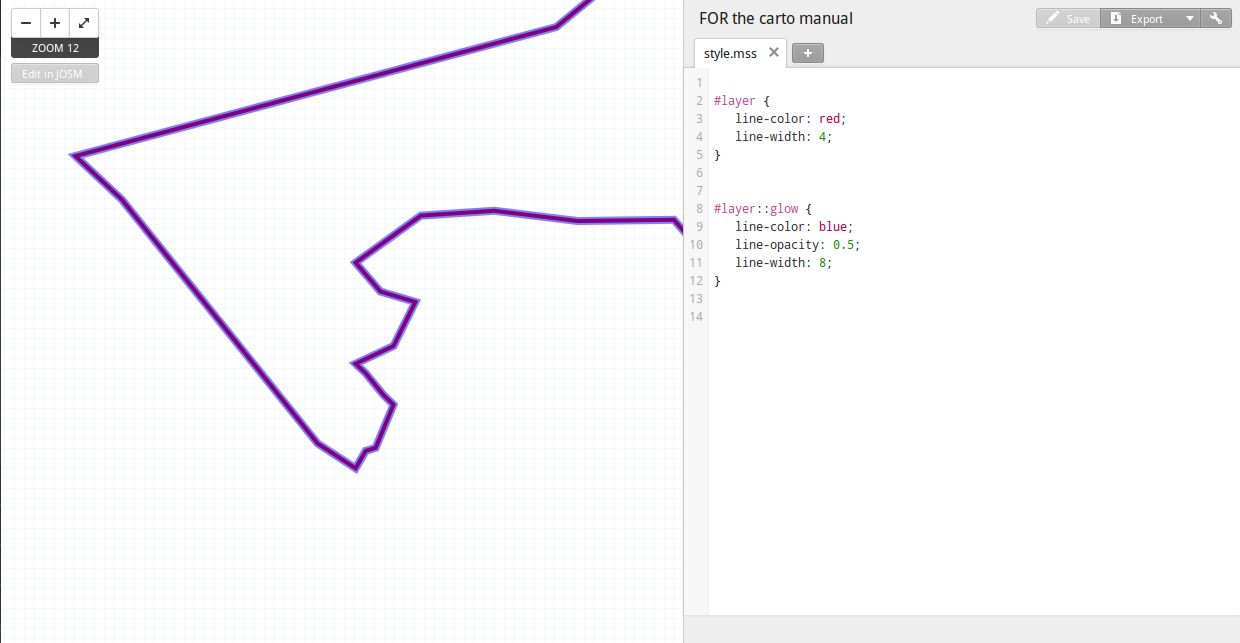 − +
ZOOM 12
Edit in JOSM
FOR the carto manual
Save Export
style.mss × +
1
2 #layer {
3    line-color: red;
4    line-width: 4;
5 }
6
7
8 #layer::glow {
9    line-color: blue;
10    line-opacity: 0.5;
11    line-width: 8;
12 }
13
14